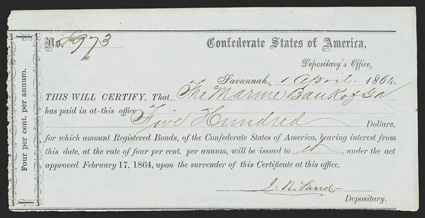 No. 973
Confederate States of America,
Depositary's Office,
Savannah, 1 April 1864.
THIS WILL CERTIFY, That The Marine Bank of Ga
has paid in at this office Five Hundred
Dollars,
for which amount Registered Bonds, of the Confederate States of America, bearing interest from
this date, at the rate of four per cent. per annum, will be issued to it, under the act
approved February 17, 1864, upon the surrender of this Certificate at this office.
Depositary.
Four per cent. per annum.